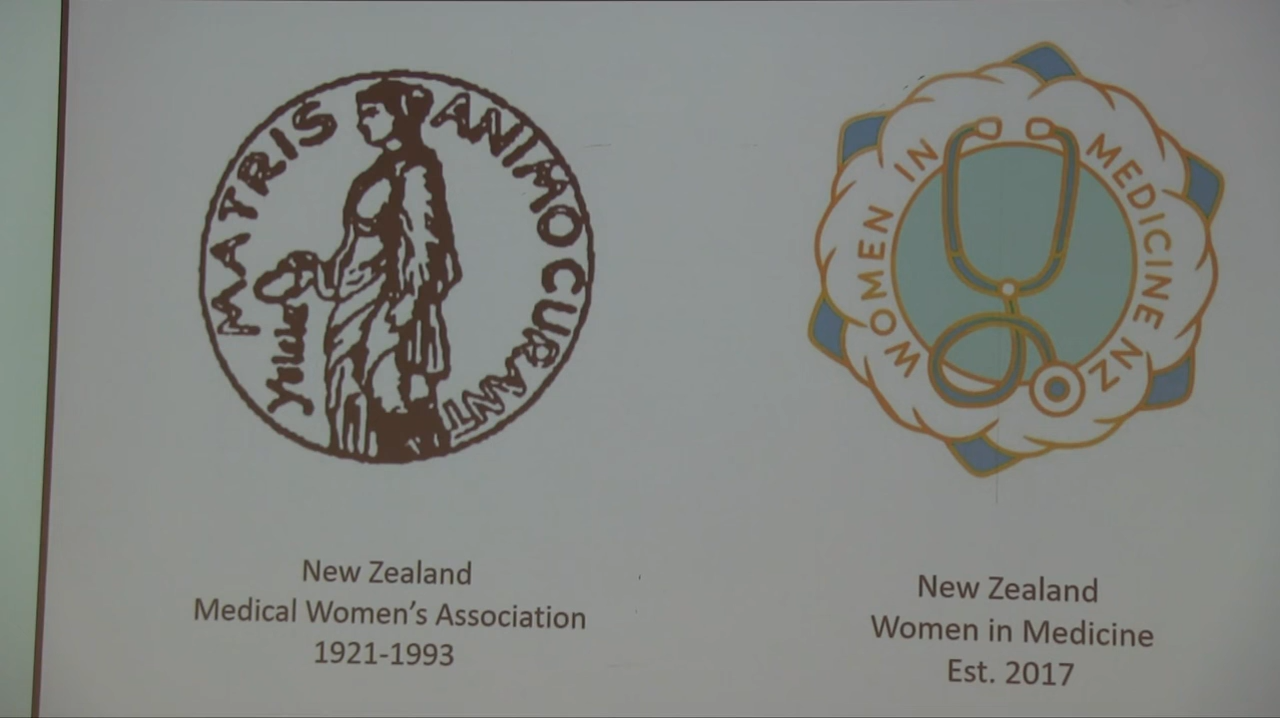 MATRIS ANIMO CURANT
New Zealand
Medical Women's Association
1921-1993
WOMEN IN MEDICINE NZ
New Zealand
Women in Medicine
Est. 2017